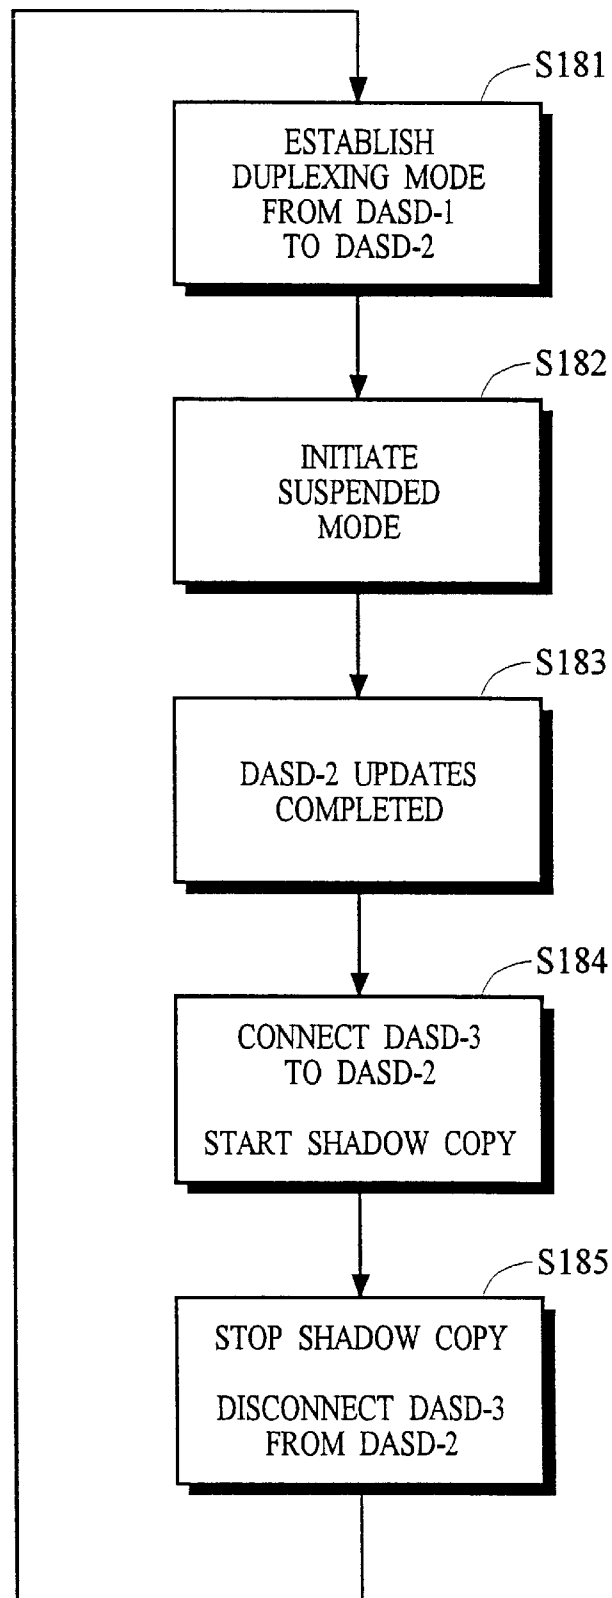 S181
ESTABLISH
DUPLEXING MODE
FROM DASD-1
TO DASD-2
S182
INITIATE
SUSPENDED
MODE
S183
DASD-2 UPDATES
COMPLETED
S184
CONNECT DASD-3
TO DASD-2
START SHADOW COPY
S185
STOP SHADOW COPY
DISCONNECT DASD-3
FROM DASD-2